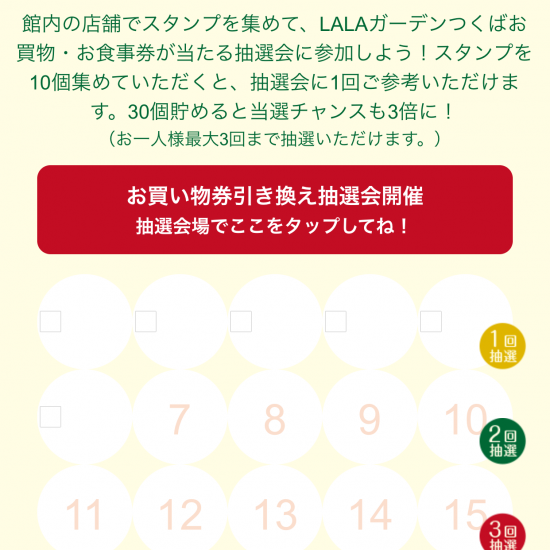 館内の店舗でスタンプを集めて、LALAガーデンつくばお
買物・お食事券が当たる抽選会に参加しよう！スタンプを
10個集めていただくと、抽選会に1回ご参考いただけま
す。30個貯めると当選チャンスも3倍に！
（お一人様最大3回まで抽選いただけます。）
お買い物券引き換え抽選会開催
抽選会場でここをタップしてね！
1回
抽選
7 8 9 10
2回
抽選
11 12 13 14 15
3回
抽選